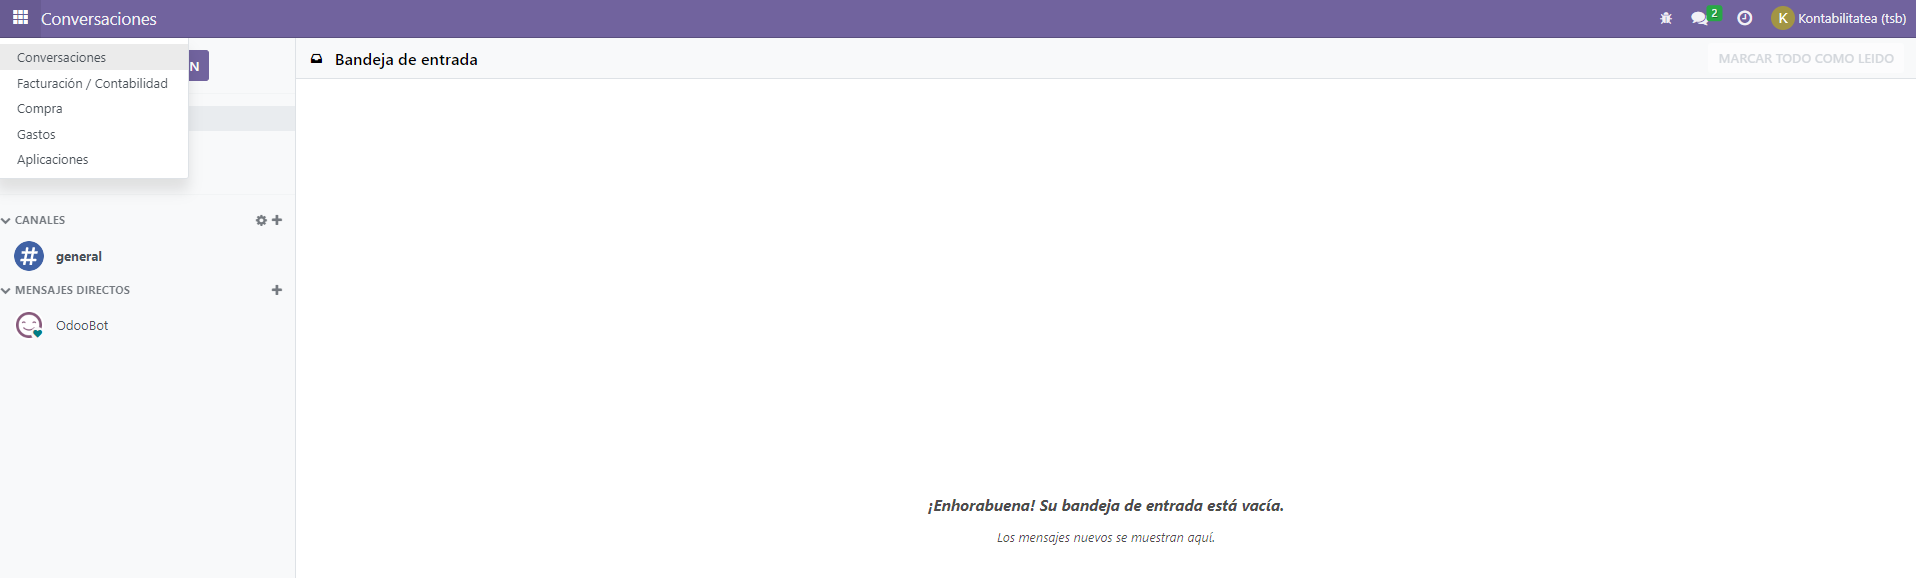 Conversaciones
2
K
Kontabilitatea (tsb)
Conversaciones
Facturación / Contabilidad
Compra
Gastos
Aplicaciones
N
Bandeja de entrada
MARCAR TODO COMO LEIDO
CANALES
general
MENSAJES DIRECTOS
OdooBot
¡Enhorabuena! Su bandeja de entrada está vacía.
Los mensajes nuevos se muestran aquí.